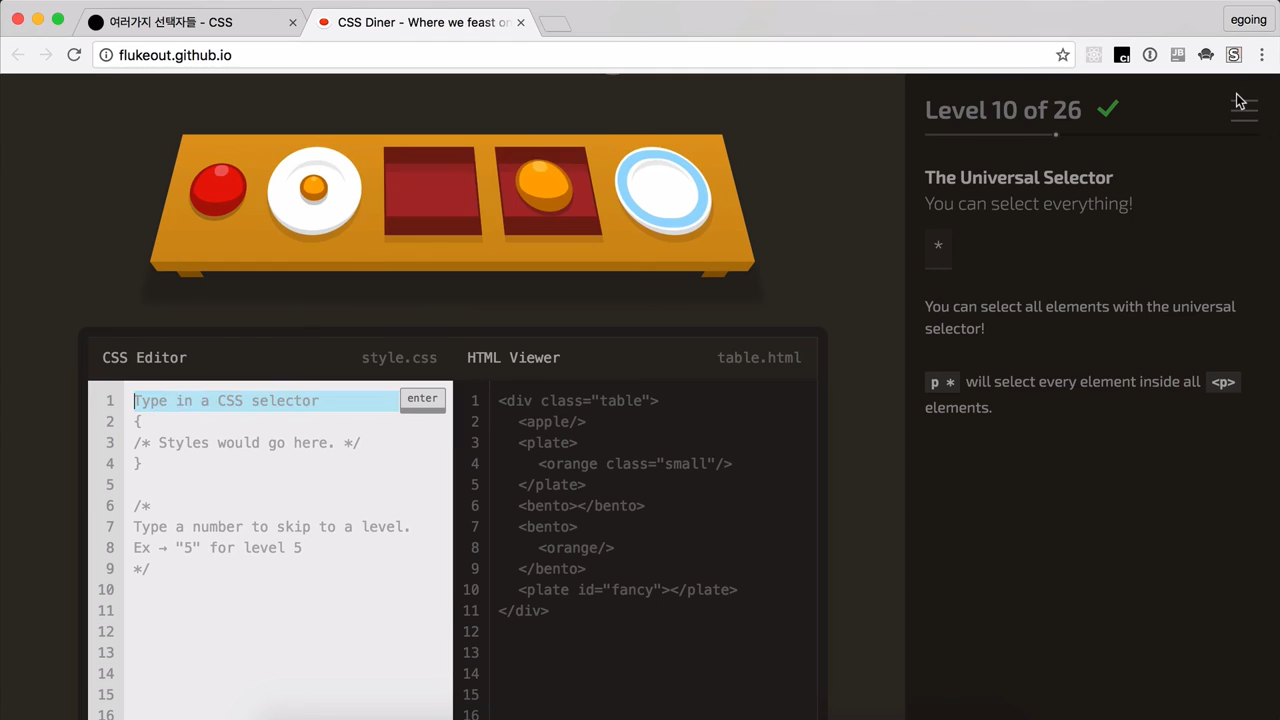 여러가지 선택자들 - CSS
CSS Diner - Where we feast on
egoing
flukeout.github.io
Level 10 of 26
The Universal Selector
You can select everything!
*
You can select all elements with the universal
selector!
p * will select every element inside all <p>
elements.
CSS Editor style.css
HTML Viewer table.html
1 Type in a CSS selector enter
2 {
3 /* Styles would go here. */
4 }
5
6 /*
7 Type a number to skip to a level.
8 Ex → "5" for level 5
9 */
10
11
12
13
14
15
16
1 <div class="table">
2 <apple/>
3 <plate>
4 <orange class="small"/>
5 </plate>
6 <bento></bento>
7 <bento>
8 <orange/>
9 </bento>
10 <plate id="fancy"></plate>
11 </div>
12
13
14
15
16